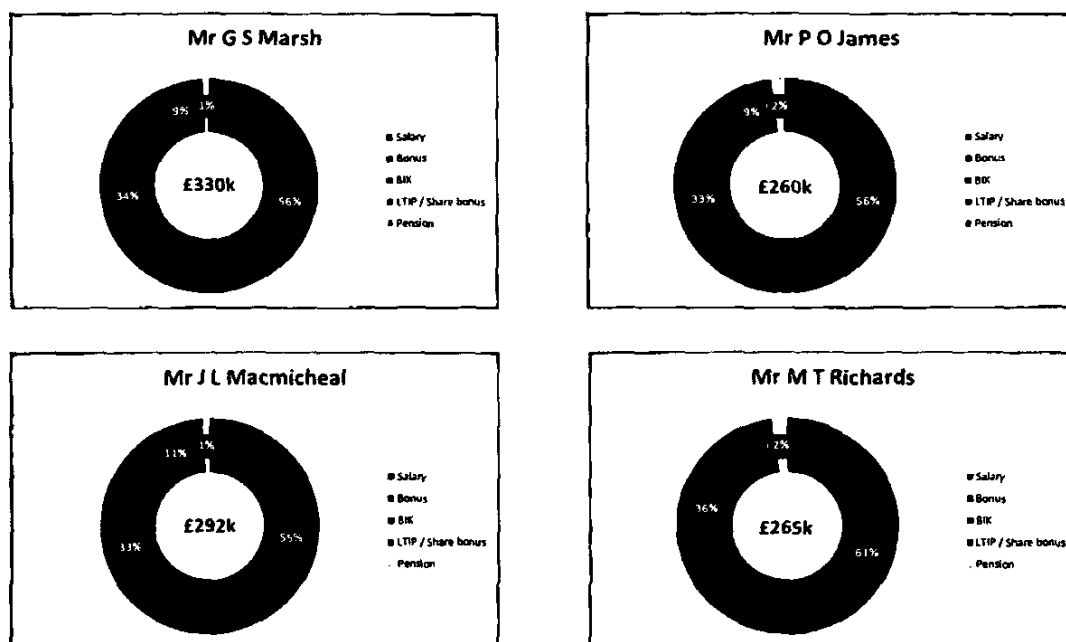 Mr G S Marsh
9% 1%
34%
£330k
56%
Salary
Bonus
BIK
LTIP / Share bonus
Pension
Mr P O James
9% 2%
33%
£260k
56%
Salary
Bonus
BIK
LTIP / Share bonus
Pension
Mr J L Macmicheal
11% 1%
33%
£292k
55%
Salary
Bonus
BIK
LTIP / Share bonus
Pension
Mr M T Richards
2%
36%
£265k
61%
Salary
Bonus
BIK
LTIP / Share bonus
Pension